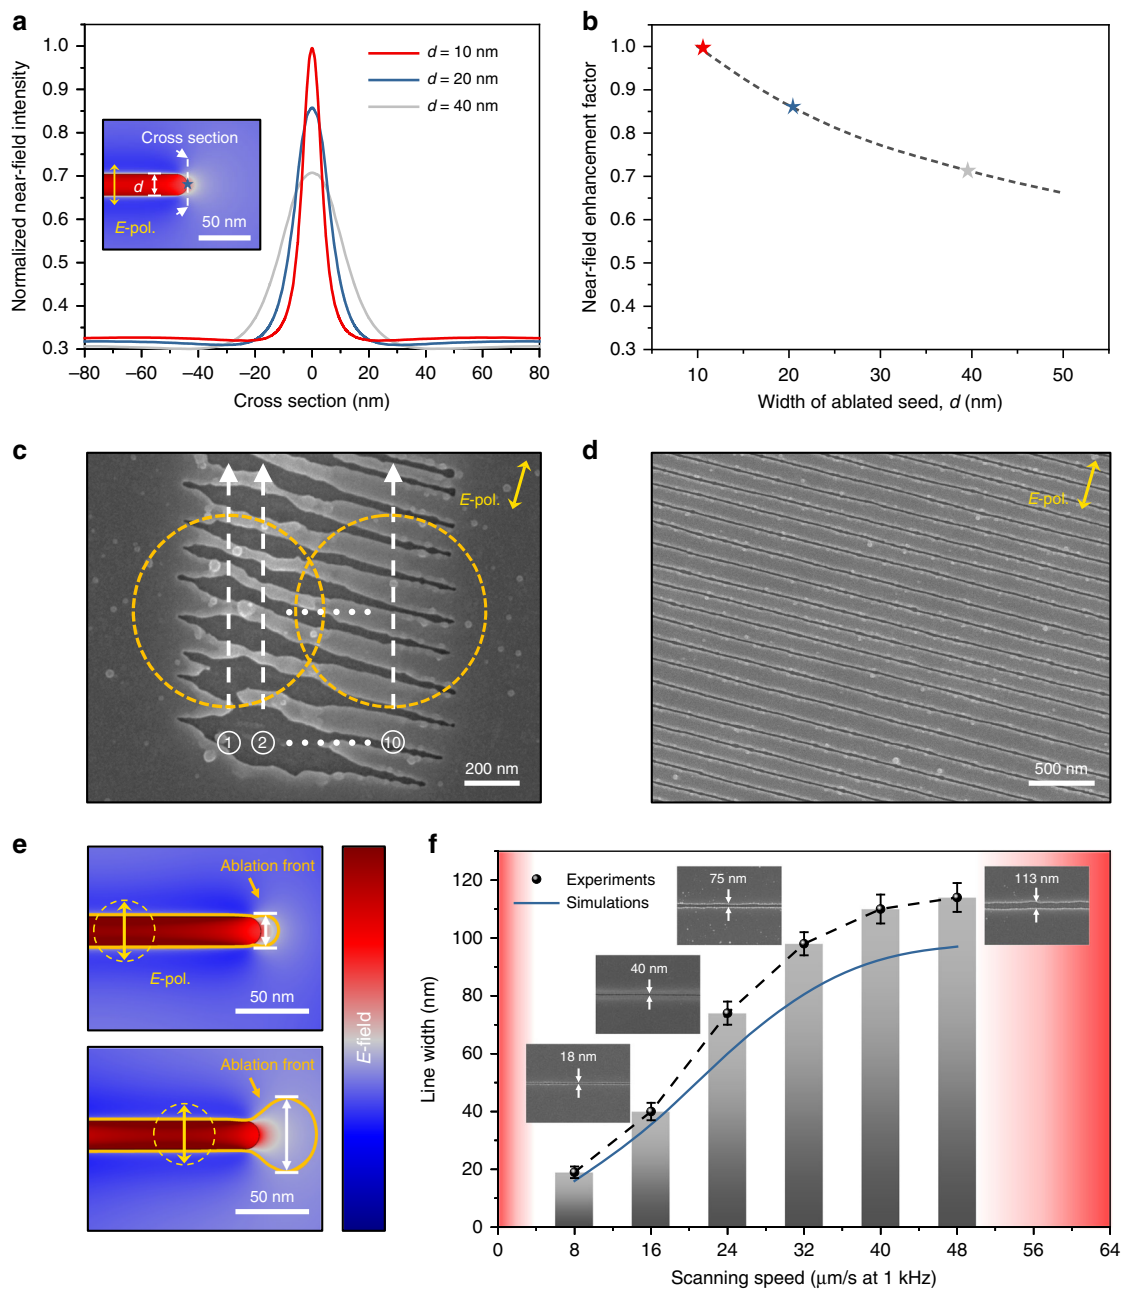 a
Normalized near-field intensity
1.0
0.9
0.8
0.7
0.6
0.5
0.4
0.3
d = 10 nm
d = 20 nm
d = 40 nm
Cross section
d
E-pol.
50 nm
−80
−60
−40
−20
0
20
40
60
80
Cross section (nm)
b
Near-field enhancement factor
1.0
0.9
0.8
0.7
0.6
0.5
0.4
0.3
10
20
30
40
50
Width of ablated seed, d (nm)
c
E-pol.
1
2
10
200 nm
d
E-pol.
500 nm
e
Ablation front
E-pol.
50 nm
Ablation front
50 nm
E-field
f
Line width (nm)
120
100
80
60
40
20
0
Experiments
Simulations
75 nm
113 nm
40 nm
18 nm
0
8
16
24
32
40
48
56
64
Scanning speed (μm/s at 1 kHz)